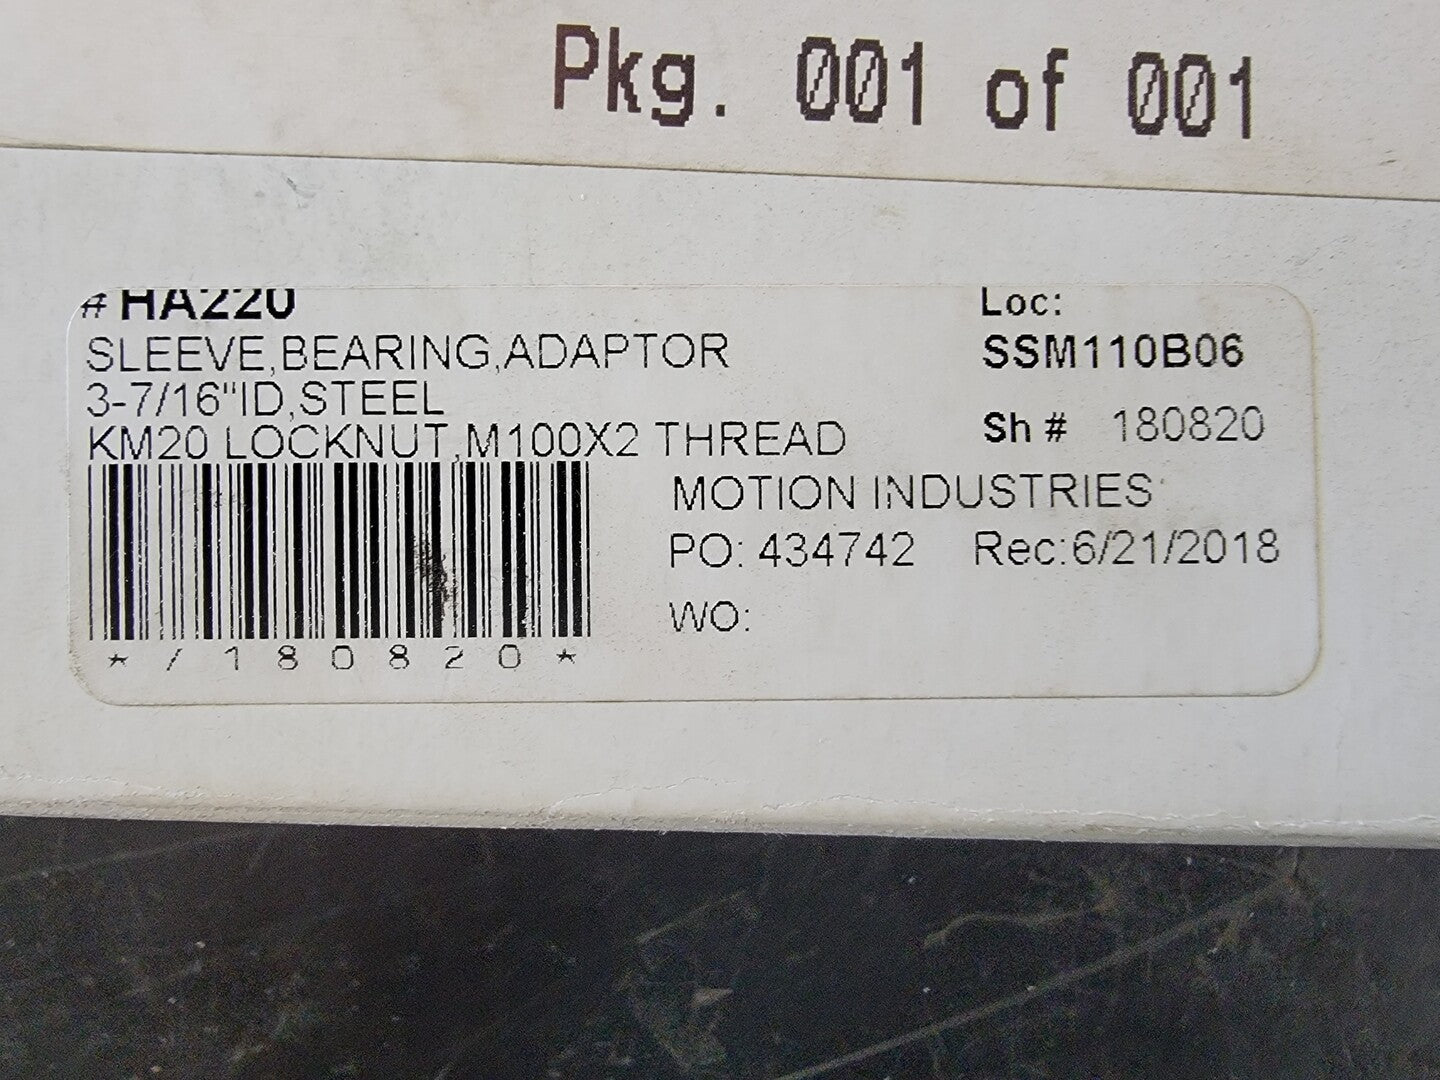 Pkg. 001 of 001
# HA220
Loc:
SLEEVE,BEARING,ADAPTOR
SSM110B06
3-7/16"ID,STEEL
KM20 LOCKNUT,M100X2 THREAD
Sh # 180820
MOTION INDUSTRIES
PO: 434742 Rec:6/21/2018
WO:
*/180820*